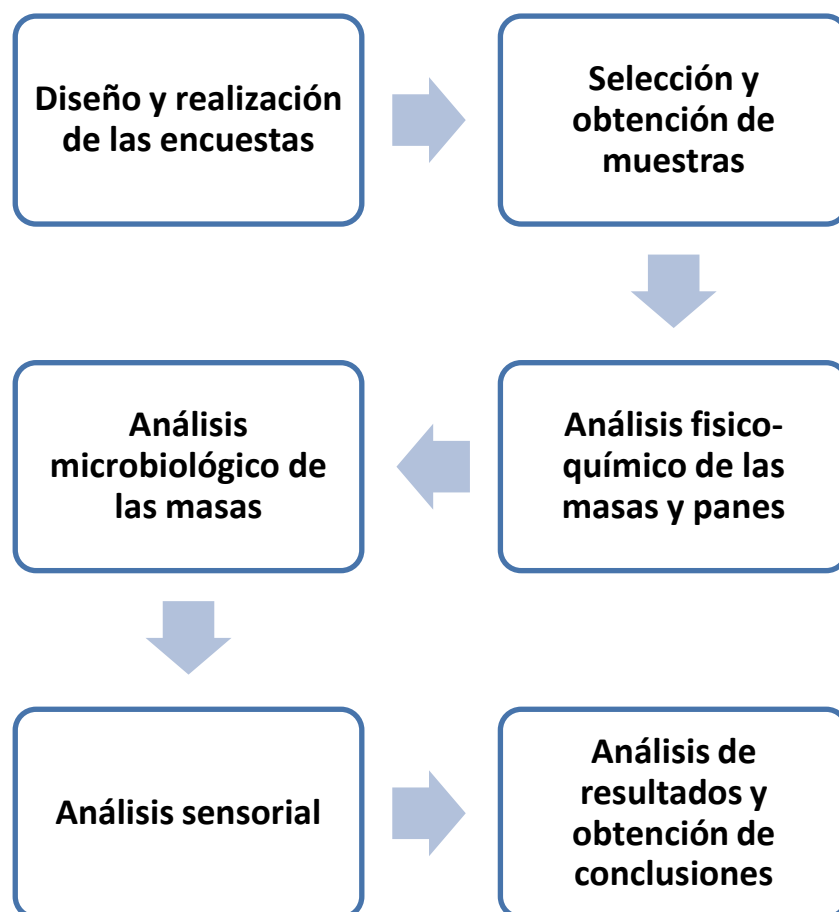 Diseño y realización
de las encuestas
Selección y
obtención de
muestras
Análisis fisico-
químico de las
masas y panes
Análisis
microbiológico de
las masas
Análisis sensorial
Análisis de
resultados y
obtención de
conclusiones